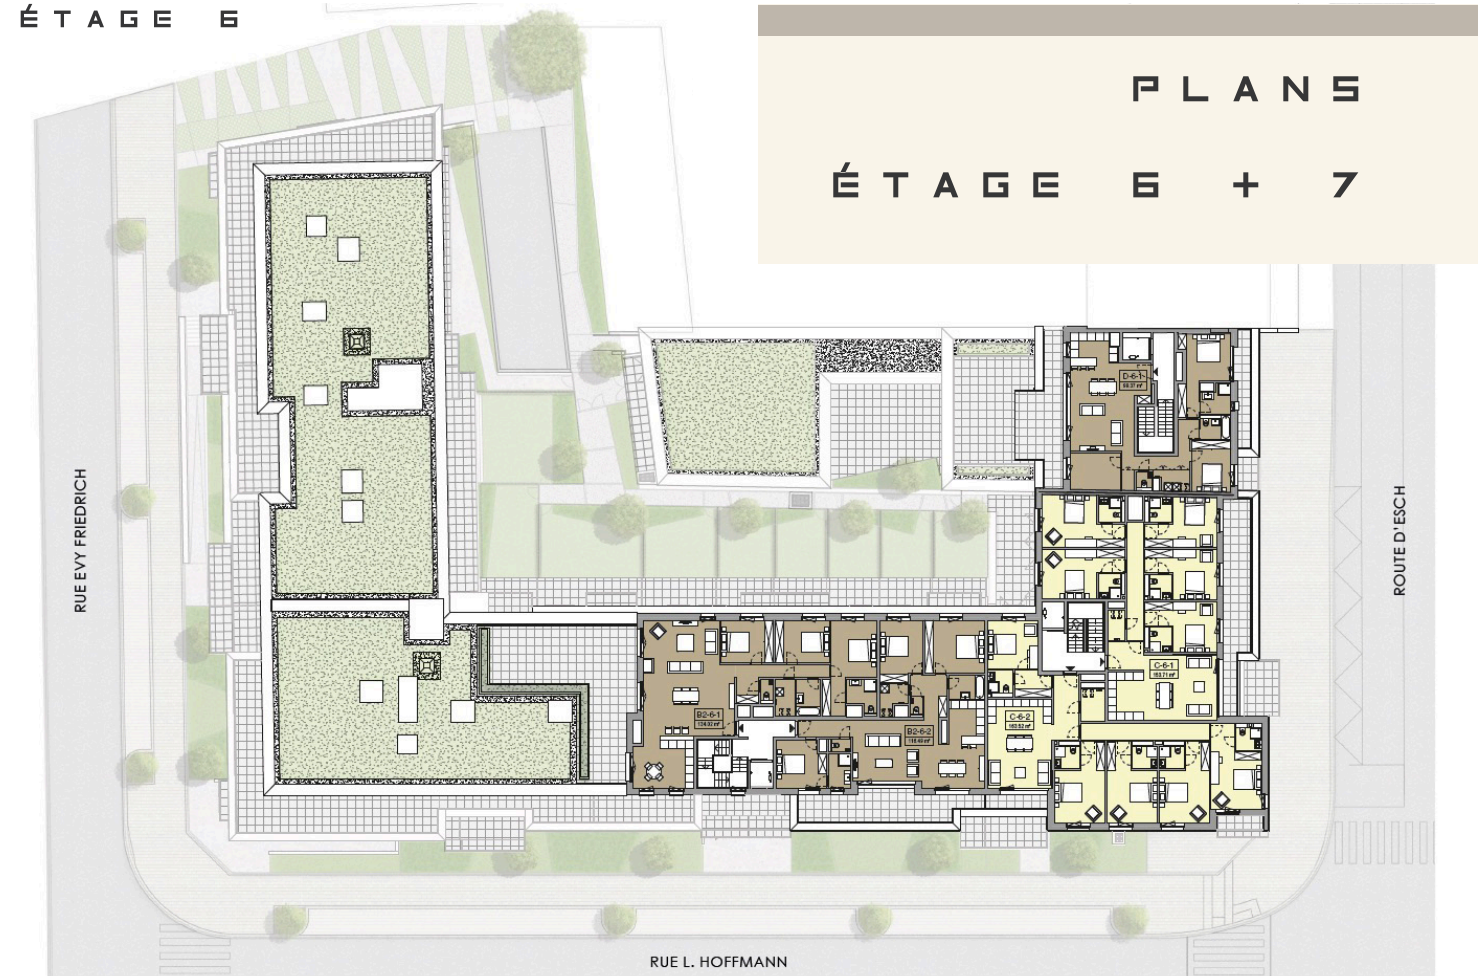 ÉTAGE 6
PLANS
ÉTAGE 6 + 7
D-6-1
C-6-1
B2-6-1
B2-6-2
C-6-2
RUE EVY FRIEDRICH
ROUTE D'ESCH
RUE L. HOFFMANN